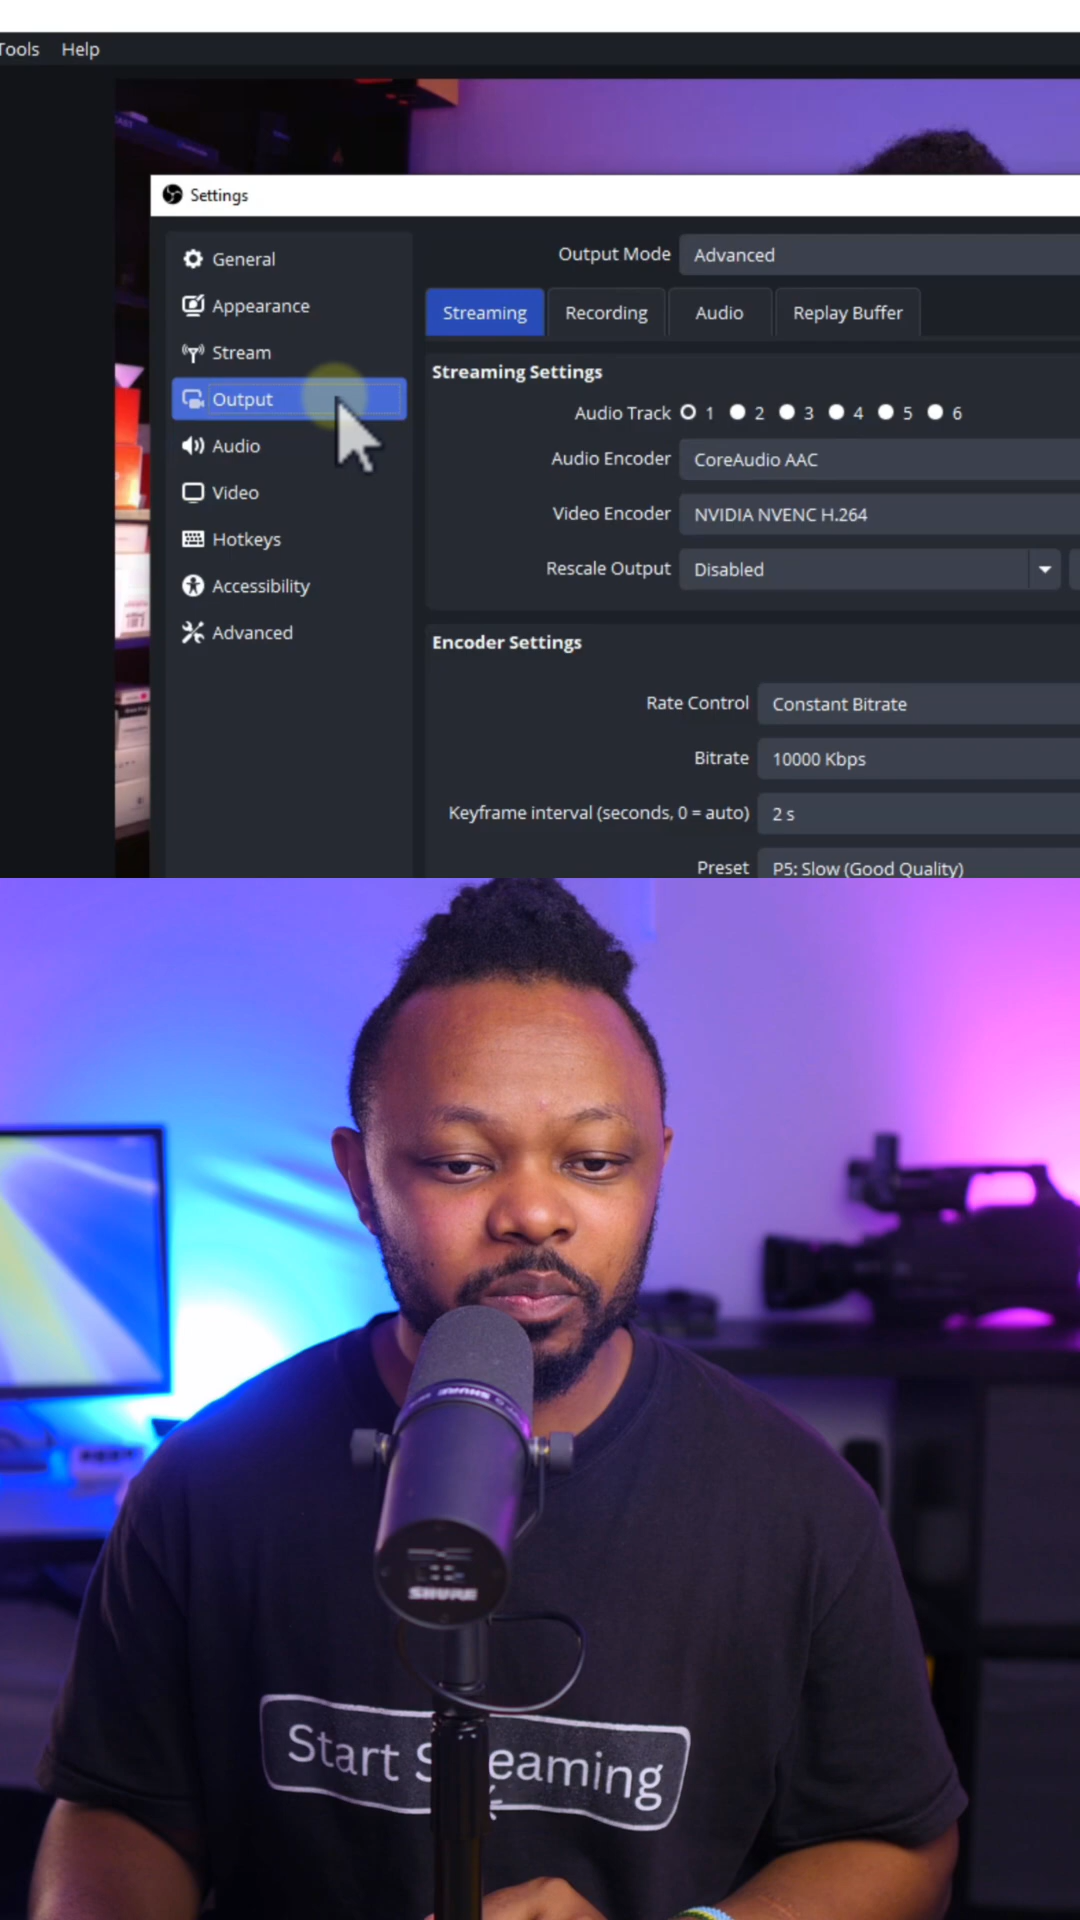 Tools Help
Settings
General
Appearance
Stream
Output
Audio
Video
Hotkeys
Accessibility
Advanced
Output Mode Advanced
Streaming Recording Audio Replay Buffer
Streaming Settings
Audio Track 1 2 3 4 5 6
Audio Encoder CoreAudio AAC
Video Encoder NVIDIA NVENC H.264
Rescale Output Disabled
Encoder Settings
Rate Control Constant Bitrate
Bitrate 10000 Kbps
Keyframe interval (seconds, 0 = auto) 2 s
Preset P5: Slow (Good Quality)
SHURE
SHURE
Start S eaming